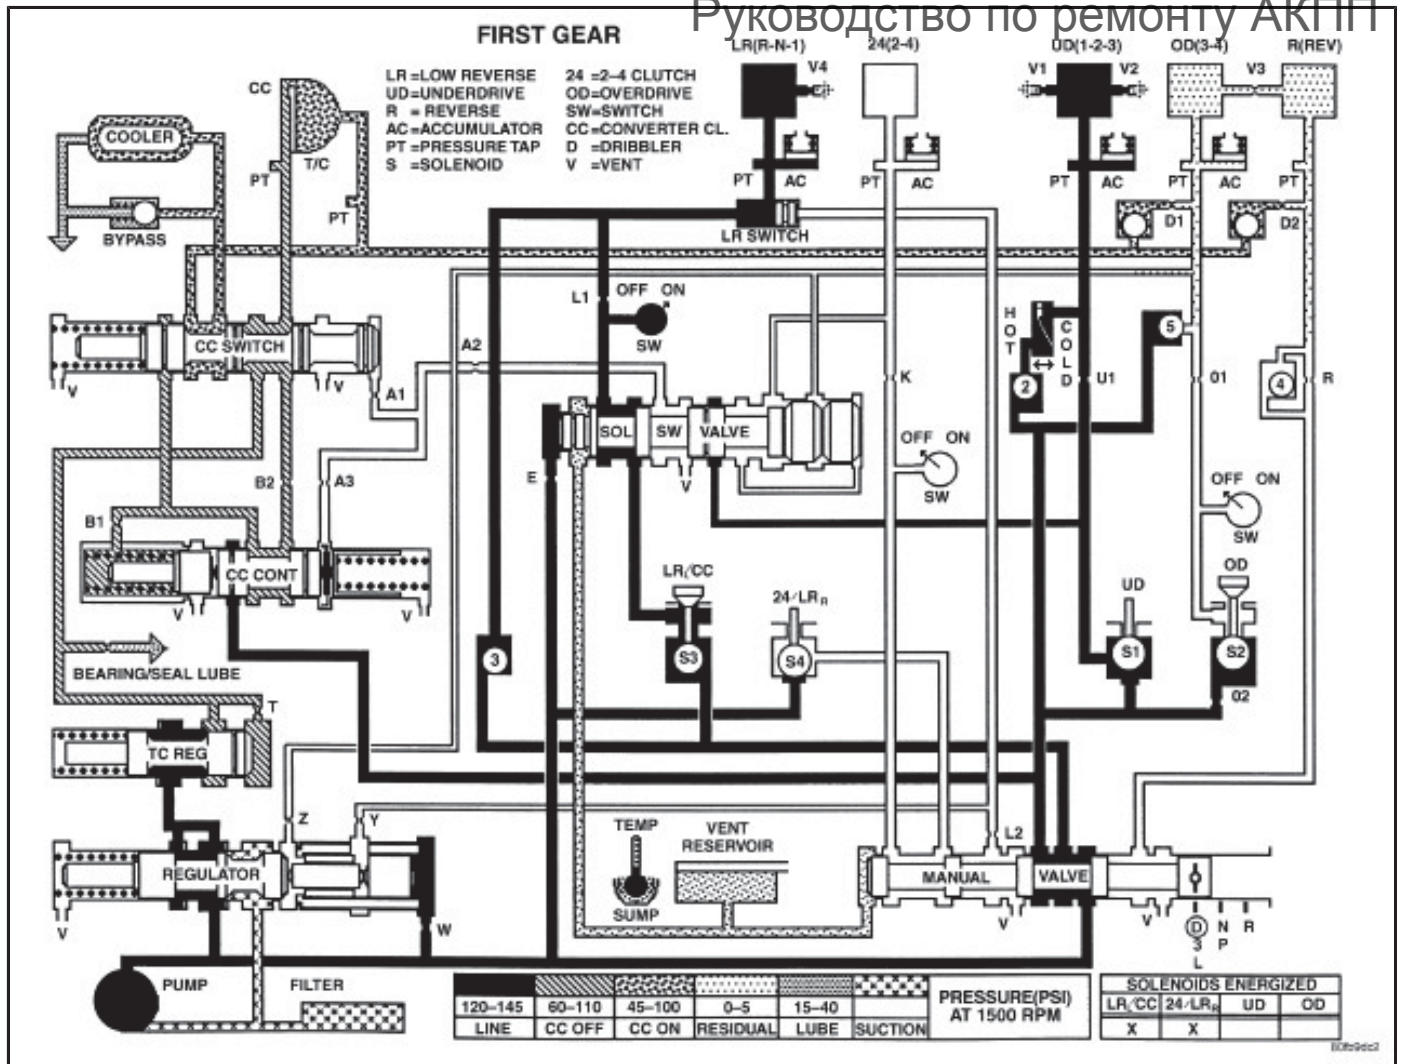 Руководство по ремонту АКПП
FIRST GEAR
LR(R-N-1)
24(2-4)
UD(1-2-3)
OD(3-4)
R(REV)
LR =LOW REVERSE
UD=UNDERDRIVE
R = REVERSE
AC=ACCUMULATOR
PT =PRESSURE TAP
S =SOLENOID
24 =2–4 CLUTCH
OD=OVERDRIVE
SW=SWITCH
CC=CONVERTER CL.
D =DRIBBLER
V =VENT
V4
V1
V2
V3
CC
COOLER
T/C
PT
PT
BYPASS
PT
AC
PT
AC
PT
AC
PT
AC
PT
LR SWITCH
D1
D2
L1
OFF ON
SW
HOT
COLD
5
2
4
CC SWITCH
V
V
A1
A2
A3
K
U1
01
R
SOL
SW
VALVE
V
E
OFF ON
SW
OFF ON
SW
B2
B1
CC CONT
V
V
LR/CC
24/LRR
UD
OD
S3
S4
S1
S2
02
3
BEARING/SEAL LUBE
T
TC REG
Z
Y
L2
REGULATOR
V
W
TEMP
SUMP
VENT
RESERVOIR
MANUAL
VALVE
V
V
D
3
L
N
P
R
PUMP
FILTER
120–145
60–110
45–100
0–5
15–40
LINE
CC OFF
CC ON
RESIDUAL
LUBE
SUCTION
PRESSURE(PSI)
AT 1500 RPM
SOLENOIDS ENERGIZED
LR/CC
24/LRR
UD
OD
X
X